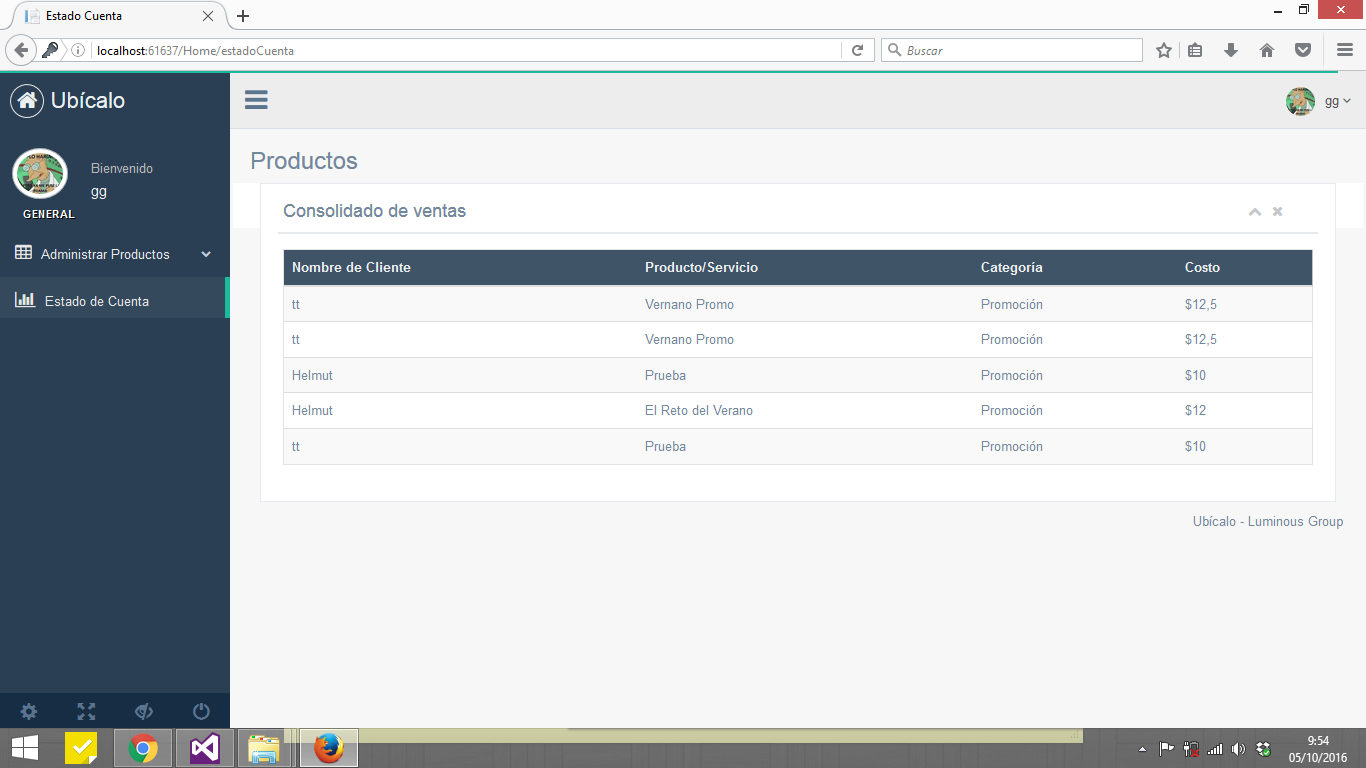 Estado Cuenta
localhost:61637/Home/estadoCuenta
Buscar
Ubícalo
gg
Bienvenido
gg
GENERAL
Administrar Productos
Estado de Cuenta
Productos
Consolidado de ventas
Nombre de Cliente Producto/Servicio Categoría Costo
tt Vernano Promo Promoción $12,5
tt Vernano Promo Promoción $12,5
Helmut Prueba Promoción $10
Helmut El Reto del Verano Promoción $12
tt Prueba Promoción $10
Ubícalo - Luminous Group
9:54
05/10/2016